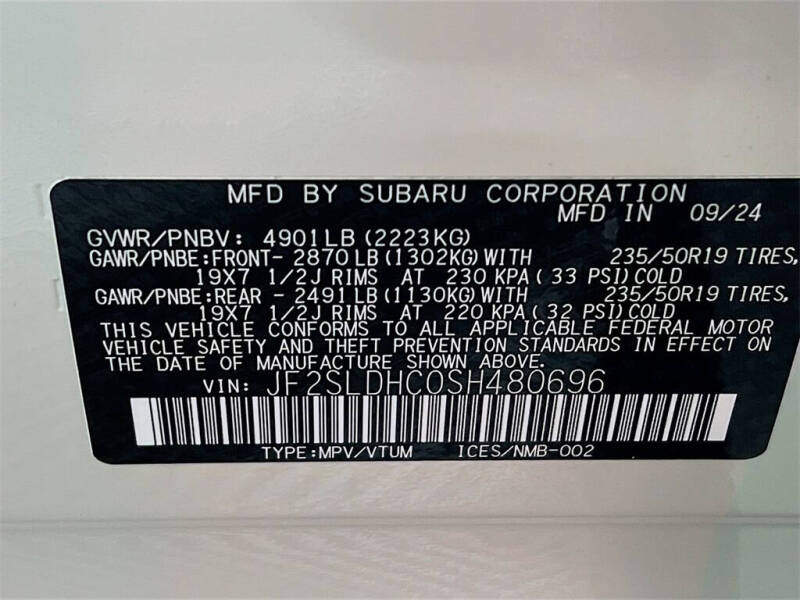 MFD BY SUBARU CORPORATION
MFD IN 09/24
GVWR/PNBV: 4901LB (2223KG)
GAWR/PNBE:FRONT- 2870LB (1302KG) WITH 235/50R19 TIRES,
19X7 1/2J RIMS AT 230 KPA( 33 PSI) COLD
GAWR/PNBE:REAR - 2491LB (1130KG) WITH 235/50R19 TIRES,
19X7 1/2J RIMS AT 220 KPA( 32 PSI) COLD
THIS VEHICLE CONFORMS TO ALL APPLICABLE FEDERAL MOTOR
VEHICLE SAFETY AND THEFT PREVENTION STANDARDS IN EFFECT ON
THE DATE OF MANUFACTURE SHOWN ABOVE.
VIN: JF2SLDHC0SH480696
TYPE:MPV/VTUM ICES/NMB-002